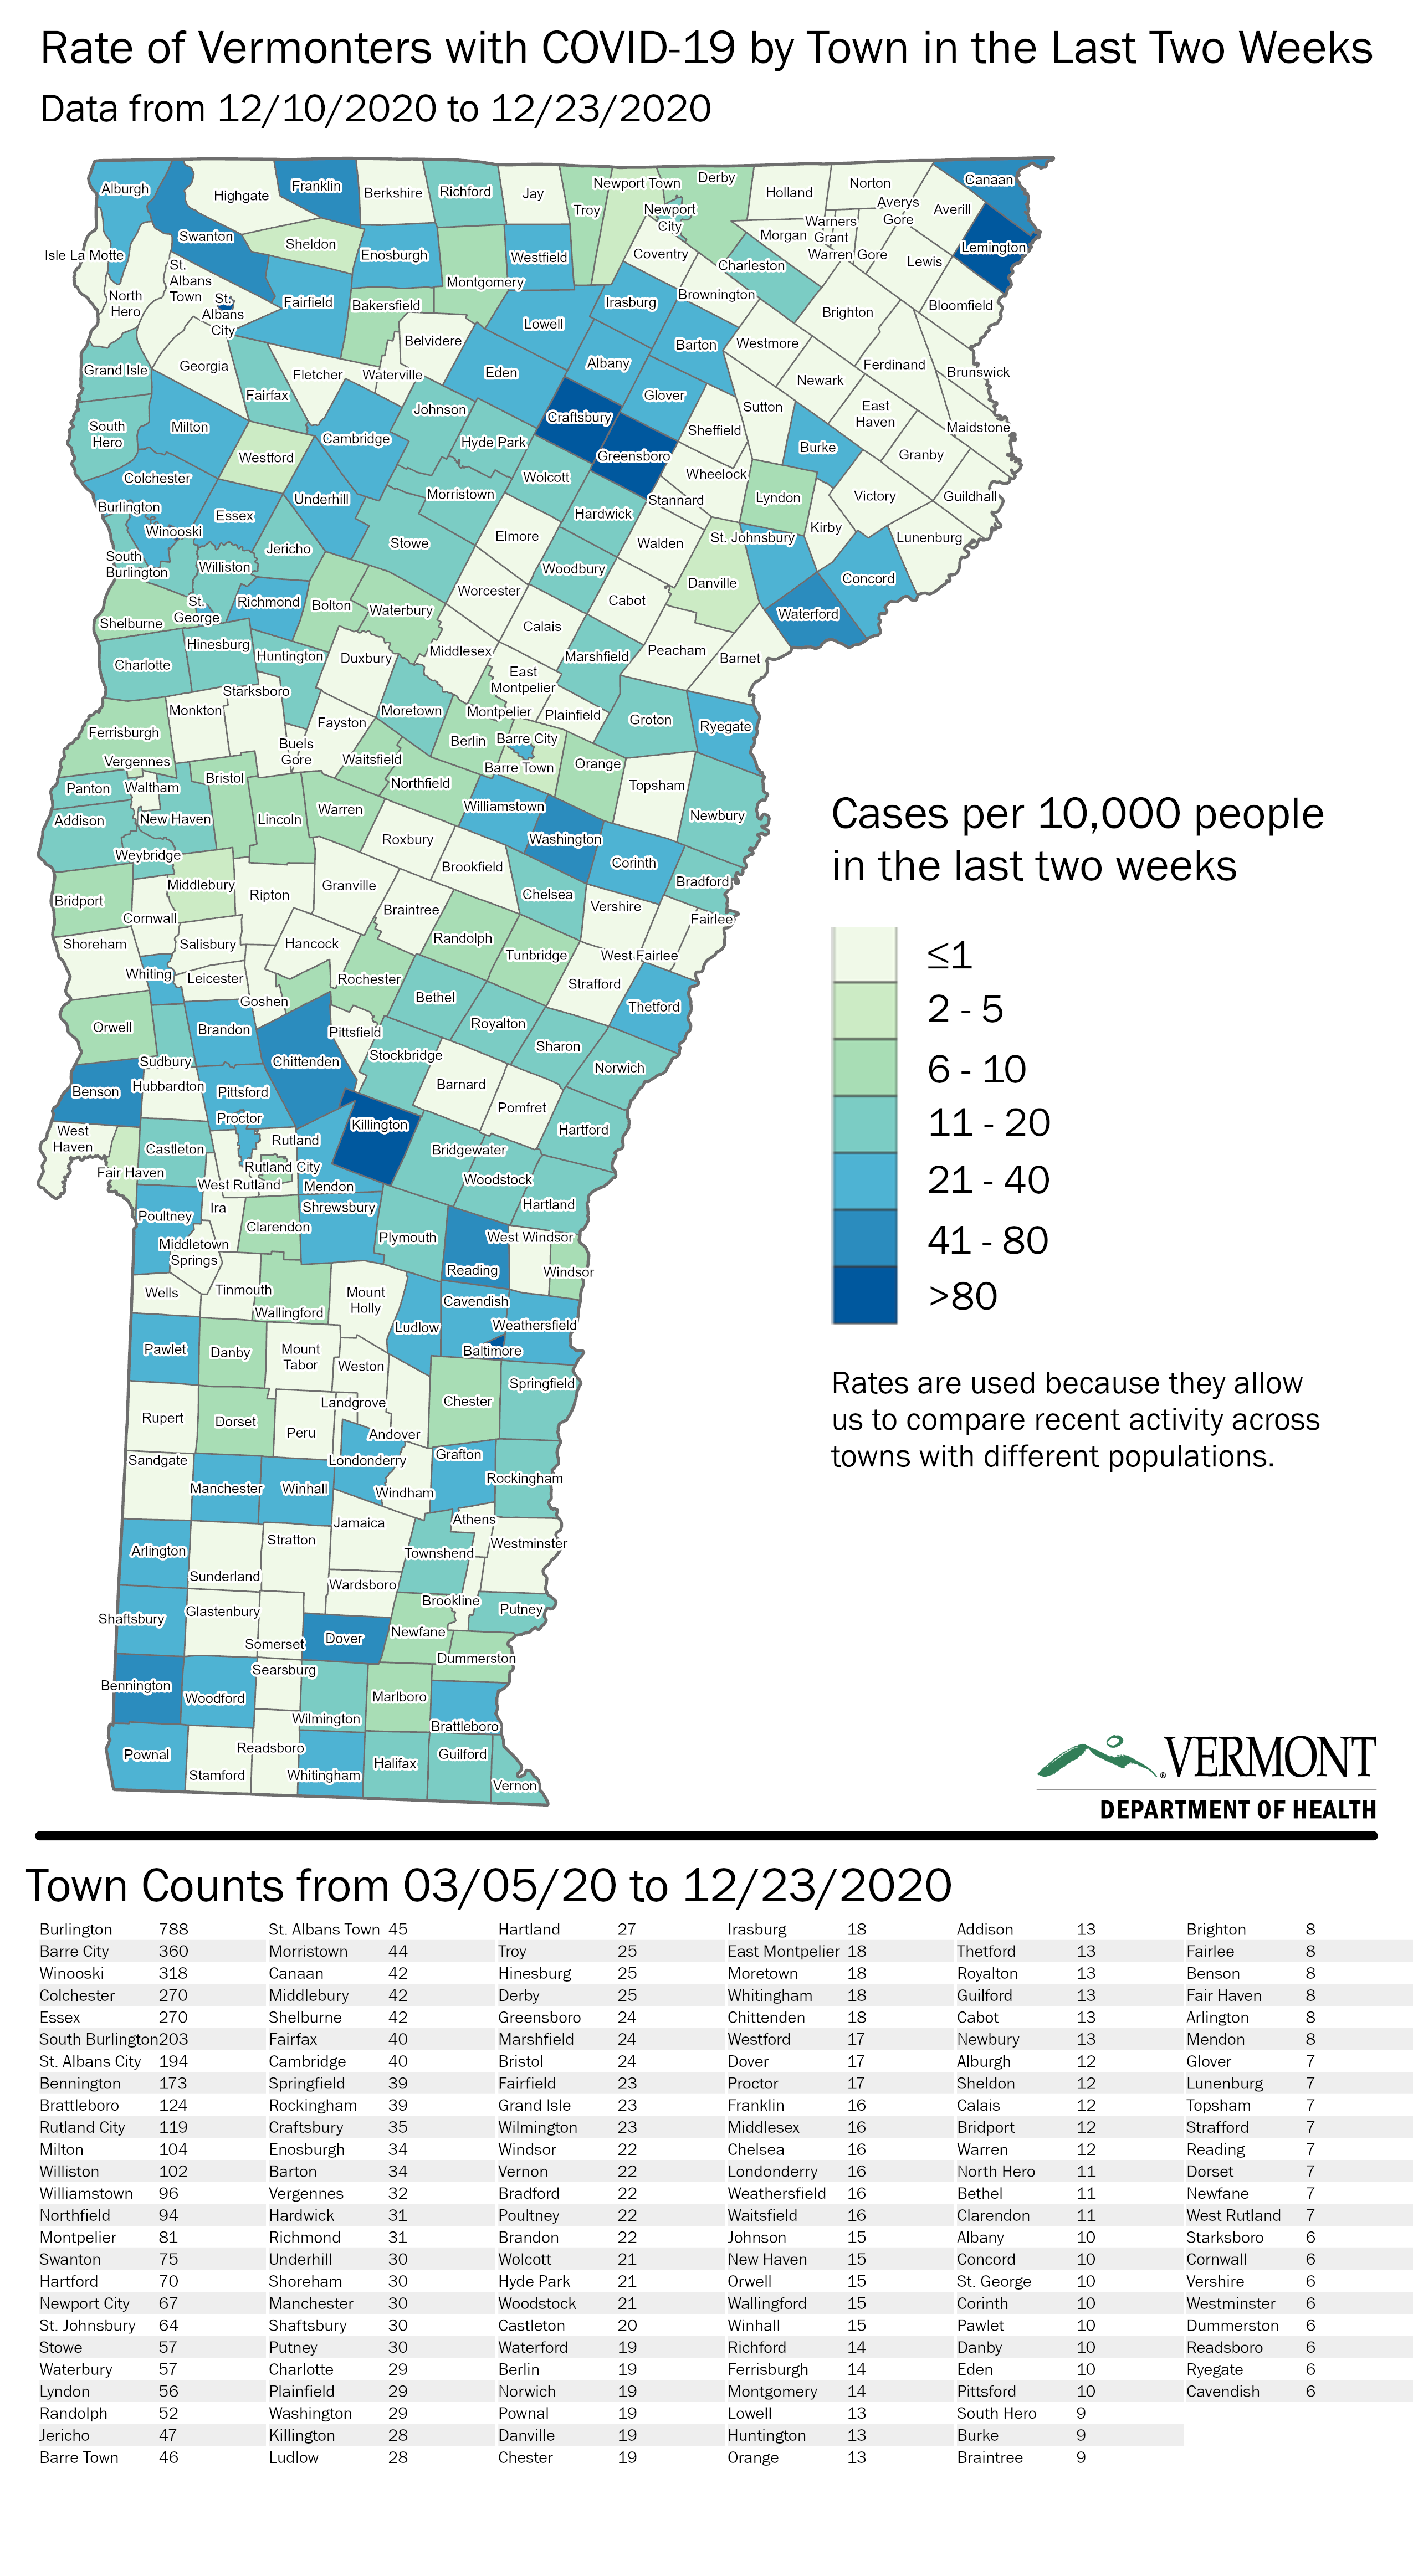 Rate of Vermonters with COVID-19 by Town in the Last Two Weeks
Data from 12/10/2020 to 12/23/2020
Alburgh
Highgate
Franklin
Berkshire
Richford
Jay
Troy
Newport Town
Derby
Newport
City
Holland
Norton
Averys
Gore
Warners
Grant
Morgan
Warren Gore
Averill
Canaan
Lemington
Lewis
Isle La Motte
Swanton
St.
Albans
Town
St.
Albans
City
North
Hero
Sheldon
Enosburgh
Montgomery
Westfield
Coventry
Charleston
Fairfield
Bakersfield
Lowell
Irasburg
Brownington
Brighton
Bloomfield
Belvidere
Barton
Westmore
Ferdinand
Brunswick
Grand Isle
Georgia
Fletcher
Waterville
Eden
Albany
Newark
Fairfax
Johnson
Craftsbury
Glover
Sutton
East
Haven
Maidstone
South
Hero
Milton
Westford
Cambridge
Hyde Park
Greensboro
Sheffield
Burke
Granby
Colchester
Wolcott
Wheelock
Lyndon
Victory
Guildhall
Burlington
Winooski
Essex
Underhill
Morristown
Hardwick
Stannard
Kirby
Lunenburg
South
Burlington
Williston
Jericho
Stowe
Elmore
Woodbury
Walden
St. Johnsbury
Danville
Concord
Waterford
St.
George
Richmond
Bolton
Waterbury
Worcester
Calais
Cabot
Shelburne
Hinesburg
Huntington
Duxbury
Middlesex
East
Montpelier
Marshfield
Peacham
Barnet
Charlotte
Starksboro
Monkton
Buels
Gore
Fayston
Moretown
Montpelier
Plainfield
Groton
Ryegate
Ferrisburgh
Vergennes
Waitsfield
Berlin
Barre City
Barre Town
Orange
Topsham
Panton
Waltham
Bristol
Northfield
Addison
New Haven
Lincoln
Warren
Williamstown
Washington
Newbury
Weybridge
Roxbury
Brookfield
Corinth
Bradford
Bridport
Middlebury
Ripton
Granville
Chelsea
Vershire
Fairlee
Cornwall
Braintree
Shoreham
Salisbury
Hancock
Randolph
Tunbridge
West Fairlee
Whiting
Leicester
Rochester
Strafford
Thetford
Goshen
Bethel
Orwell
Brandon
Pittsfield
Royalton
Sudbury
Chittenden
Stockbridge
Sharon
Norwich
Benson
Hubbardton
Pittsford
Barnard
Pomfret
Proctor
Killington
Hartford
West
Haven
Castleton
Rutland
Bridgewater
Fair Haven
Rutland City
West Rutland
Mendon
Woodstock
Hartland
Poultney
Ira
Clarendon
Shrewsbury
Plymouth
West Windsor
Middletown
Springs
Reading
Windsor
Wells
Tinmouth
Wallingford
Mount
Holly
Ludlow
Cavendish
Weathersfield
Pawlet
Danby
Mount
Tabor
Weston
Baltimore
Springfield
Rupert
Dorset
Peru
Landgrove
Chester
Andover
Sandgate
Londonderry
Grafton
Rockingham
Manchester
Winhall
Windham
Jamaica
Athens
Arlington
Stratton
Townshend
Westminster
Sunderland
Wardsboro
Shaftsbury
Glastenbury
Brookline
Putney
Somerset
Dover
Newfane
Dummerston
Bennington
Woodford
Searsburg
Marlboro
Wilmington
Brattleboro
Pownal
Readsboro
Stamford
Whitingham
Halifax
Guilford
Vernon
Cases per 10,000 people
in the last two weeks
≤1
2 - 5
6 - 10
11 - 20
21 - 40
41 - 80
>80
Rates are used because they allow
us to compare recent activity across
towns with different populations.
VERMONT
DEPARTMENT OF HEALTH
Town Counts from 03/05/20 to 12/23/2020
Burlington 788 St. Albans Town 45 Hartland 27 Irasburg 18 Addison 13 Brighton 8
Barre City 360 Morristown 44 Troy 25 East Montpelier 18 Thetford 13 Fairlee 8
Winooski 318 Canaan 42 Hinesburg 25 Moretown 18 Royalton 13 Benson 8
Colchester 270 Middlebury 42 Derby 25 Whitingham 18 Guilford 13 Fair Haven 8
Essex 270 Shelburne 42 Greensboro 24 Chittenden 18 Cabot 13 Arlington 8
South Burlington 203 Fairfax 40 Marshfield 24 Westford 17 Newbury 13 Mendon 8
St. Albans City 194 Cambridge 40 Bristol 24 Dover 17 Alburgh 12 Glover 7
Bennington 173 Springfield 39 Fairfield 23 Proctor 17 Sheldon 12 Lunenburg 7
Brattleboro 124 Rockingham 39 Grand Isle 23 Franklin 16 Calais 12 Topsham 7
Rutland City 119 Craftsbury 35 Wilmington 23 Middlesex 16 Bridport 12 Strafford 7
Milton 104 Enosburgh 34 Windsor 22 Chelsea 16 Warren 12 Reading 7
Williston 102 Barton 34 Vernon 22 Londonderry 16 North Hero 11 Dorset 7
Williamstown 96 Vergennes 32 Bradford 22 Weathersfield 16 Bethel 11 Newfane 7
Northfield 94 Hardwick 31 Poultney 22 Waitsfield 16 Clarendon 11 West Rutland 7
Montpelier 81 Richmond 31 Brandon 22 Johnson 15 Albany 10 Starksboro 6
Swanton 75 Underhill 30 Wolcott 21 New Haven 15 Concord 10 Cornwall 6
Hartford 70 Shoreham 30 Hyde Park 21 Orwell 15 St. George 10 Vershire 6
Newport City 67 Manchester 30 Woodstock 21 Wallingford 15 Corinth 10 Westminster 6
St. Johnsbury 64 Shaftsbury 30 Castleton 20 Winhall 15 Pawlet 10 Dummerston 6
Stowe 57 Putney 30 Waterford 19 Richford 14 Danby 10 Readsboro 6
Waterbury 57 Charlotte 29 Berlin 19 Ferrisburgh 14 Eden 10 Ryegate 6
Lyndon 56 Plainfield 29 Norwich 19 Montgomery 14 Pittsford 10 Cavendish 6
Randolph 52 Washington 29 Pownal 19 Lowell 13 South Hero 9
Jericho 47 Killington 28 Danville 19 Huntington 13 Burke 9
Barre Town 46 Ludlow 28 Chester 19 Orange 13 Braintree 9